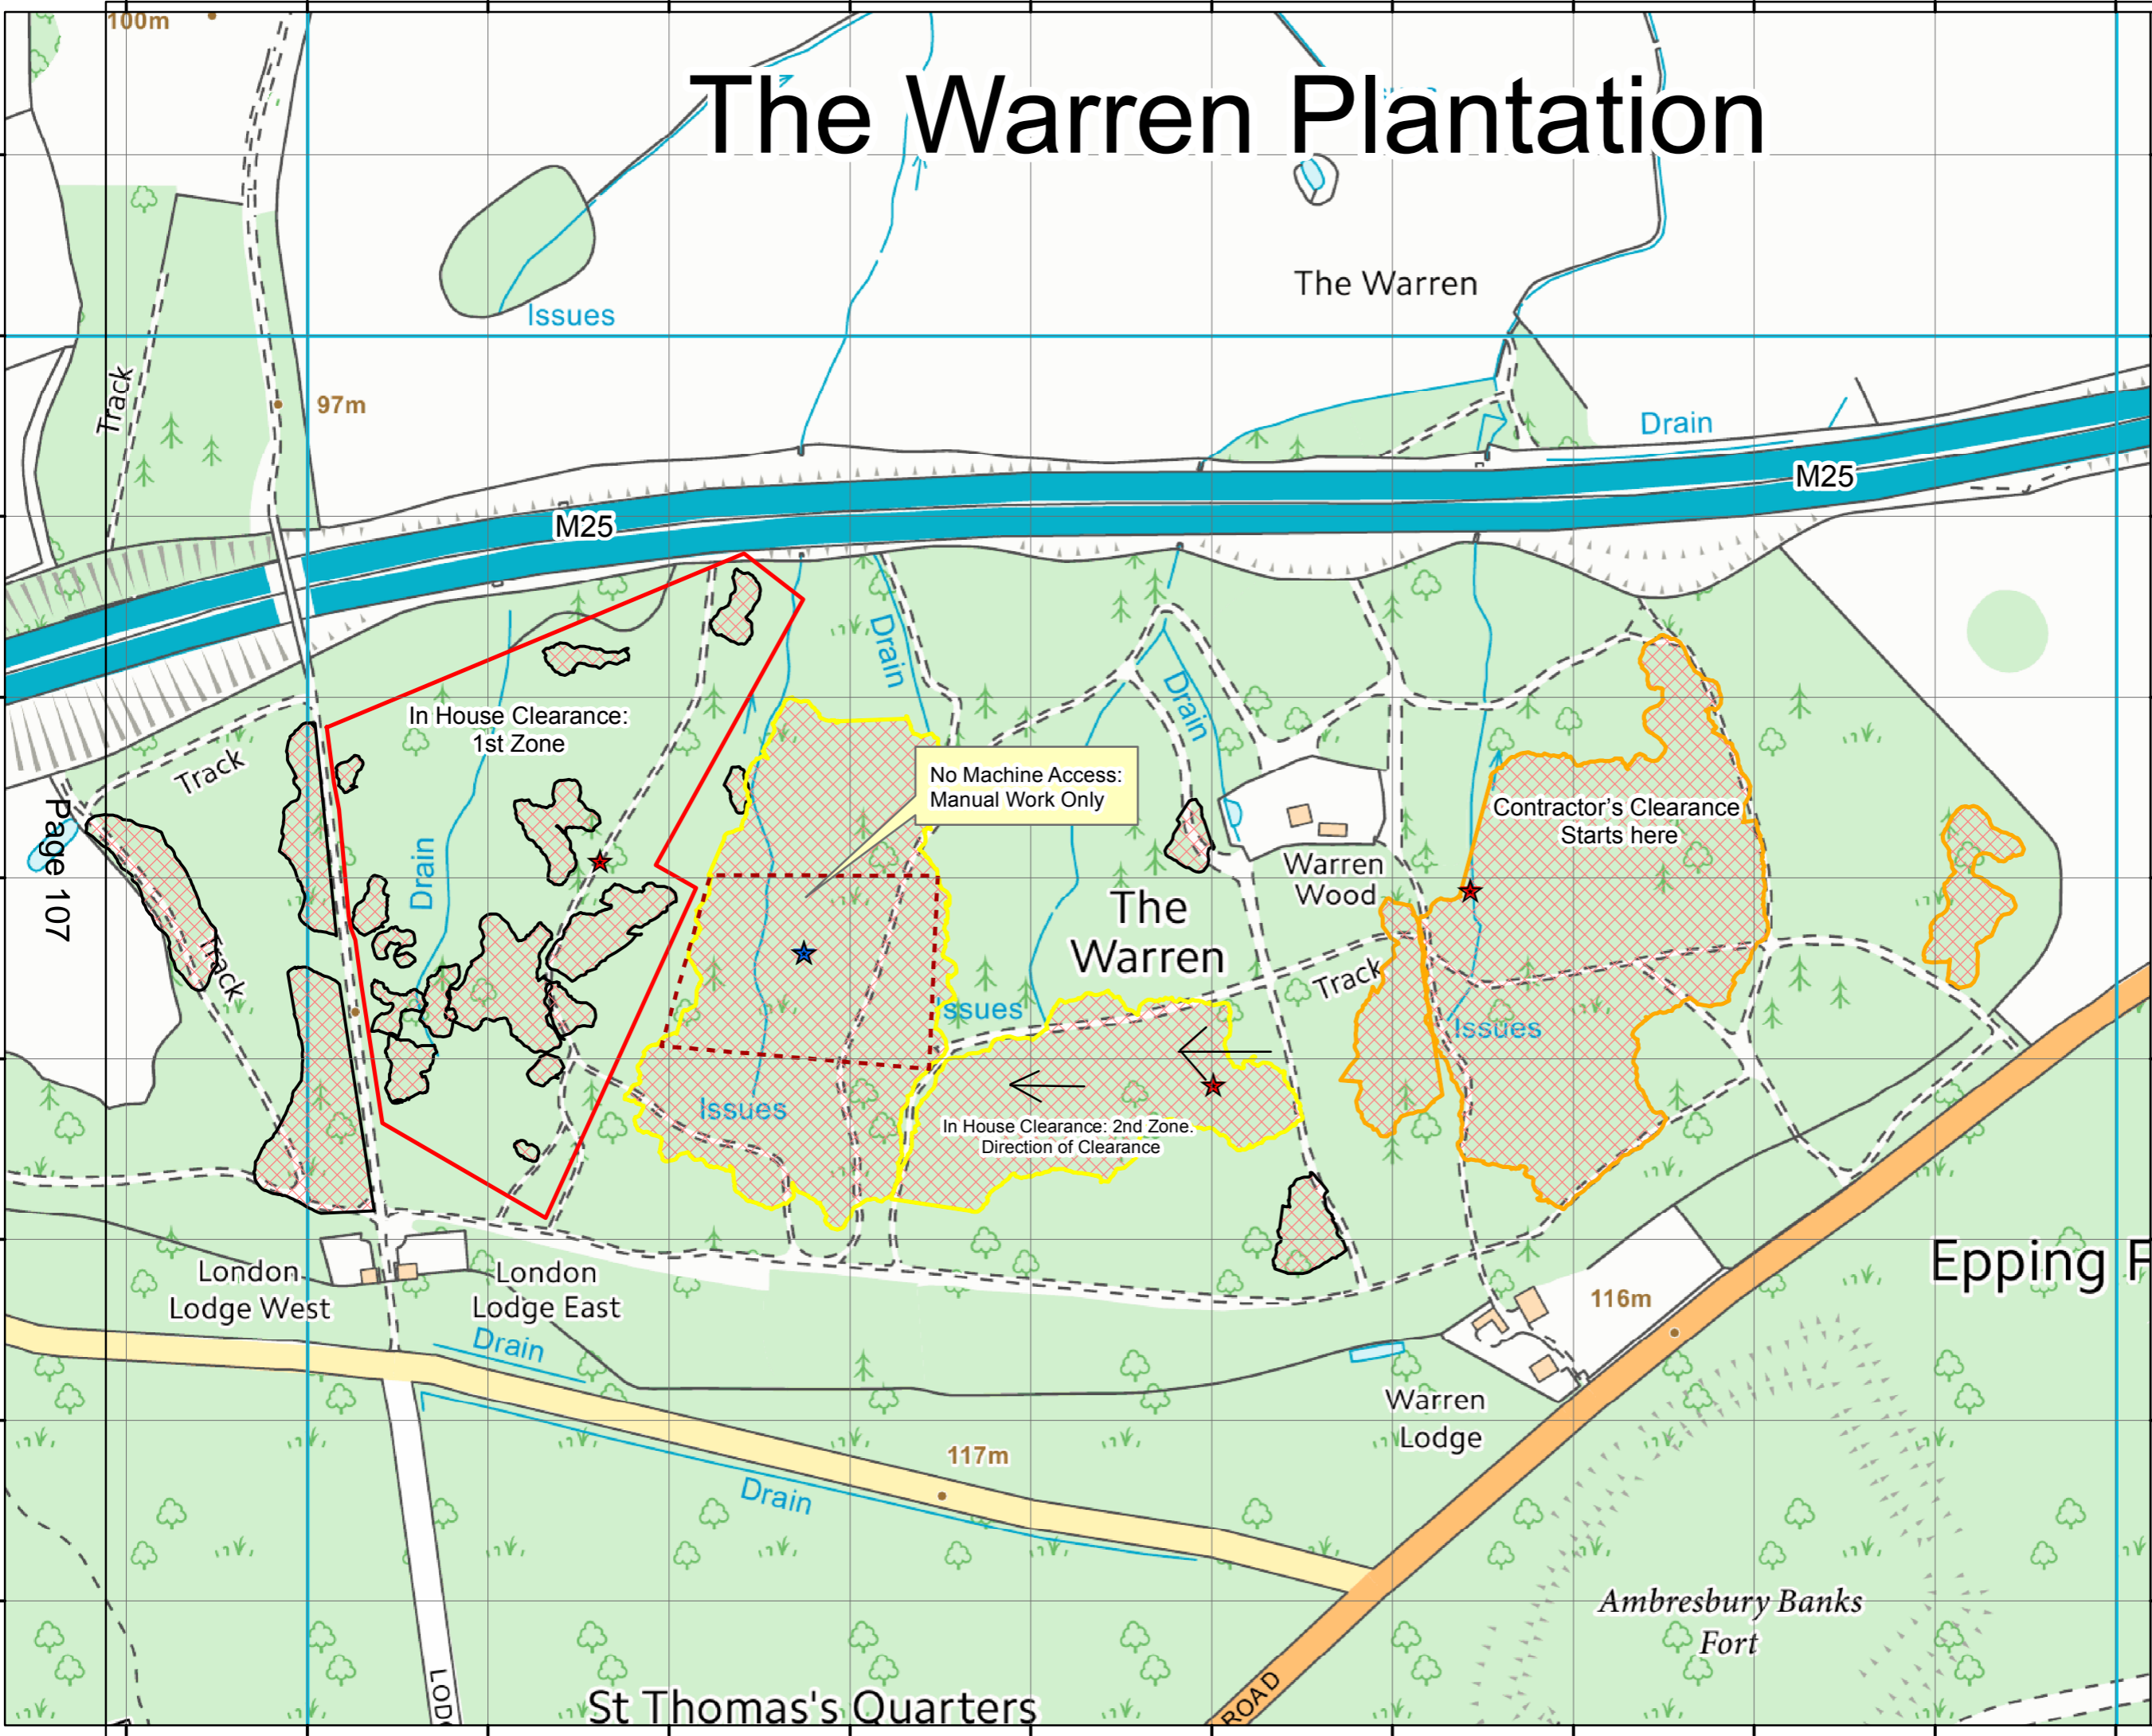 100m
The Warren Plantation
The Warren
Issues
Track
97m
Drain
M25
M25
Drain
In House Clearance:
1st Zone
Drain
Track
No Machine Access:
Manual Work Only
Contractor's Clearance
Starts here
Page 107
Drain
Warren
Wood
The
Warren
Track
Track
Issues
Issues
Issues
In House Clearance: 2nd Zone.
Direction of Clearance
London
Lodge West
London
Lodge East
Epping F
116m
Drain
Warren
Lodge
117m
Drain
Ambresbury Banks
Fort
LODG
St Thomas's Quarters
ROAD